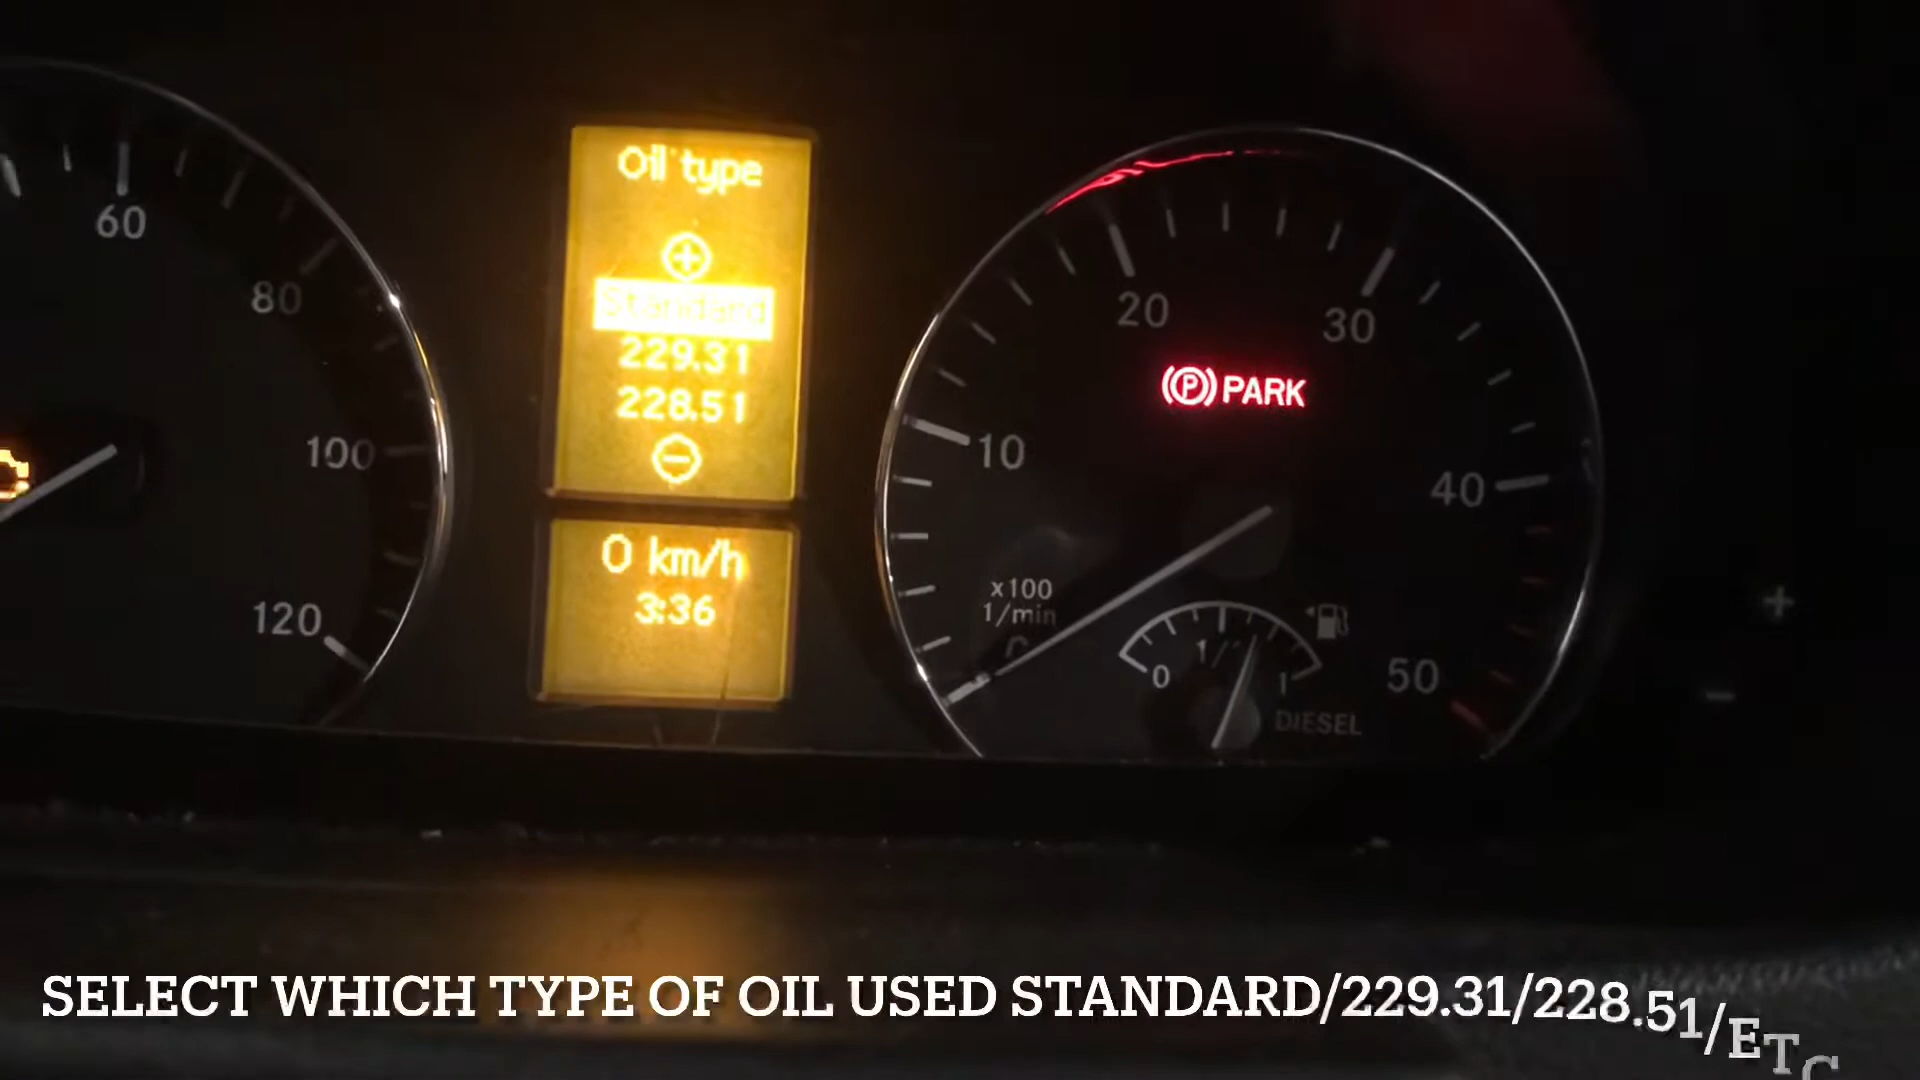 60
80
100
120
Oil type
Standard
229.31
228.51
0 km/h
3:36
10
20
30
40
50
PARK
x100
1/min
0
1/
1
DIESEL
SELECT WHICH TYPE OF OIL USED STANDARD/229.31/228.51/ETC